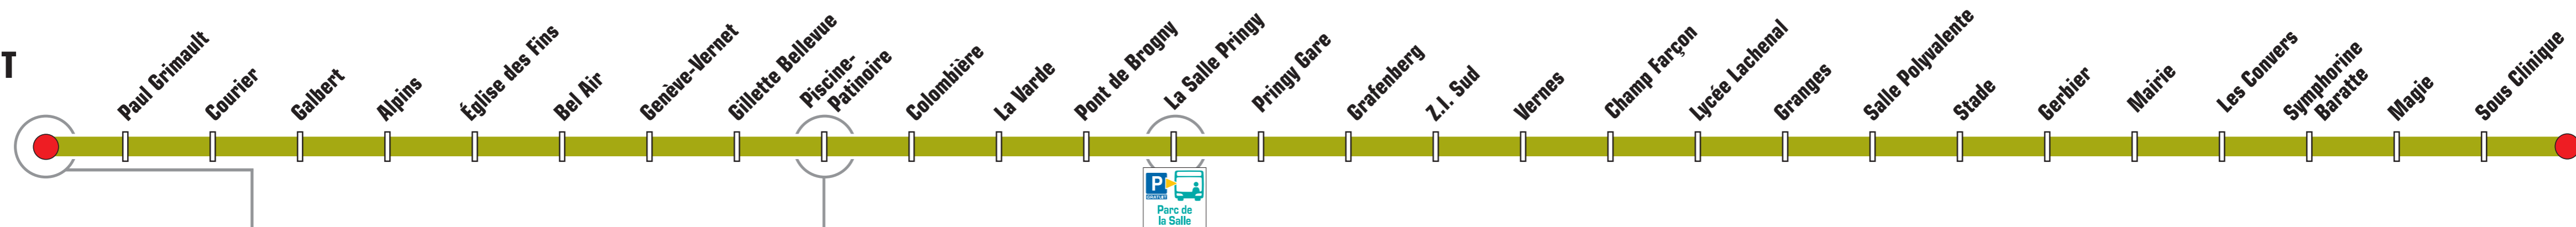 T
Paul Grimault
Courier
Galbert
Alpins
Église des Fins
Bel Air
Genève-Vernet
Gillette Bellevue
Piscine-
Patinoire
Colombière
La Varde
Pont de Brogny
La Salle Pringy
Pringy Gare
Grafenberg
Z.I. Sud
Vernes
Champ Farçon
Lycée Lachenal
Granges
Salle Polyvalente
Stade
Gerbier
Mairie
Les Convers
Symphorine
Baratte
Magie
Sous Clinique
P
GRATUIT
Parc de
la Salle